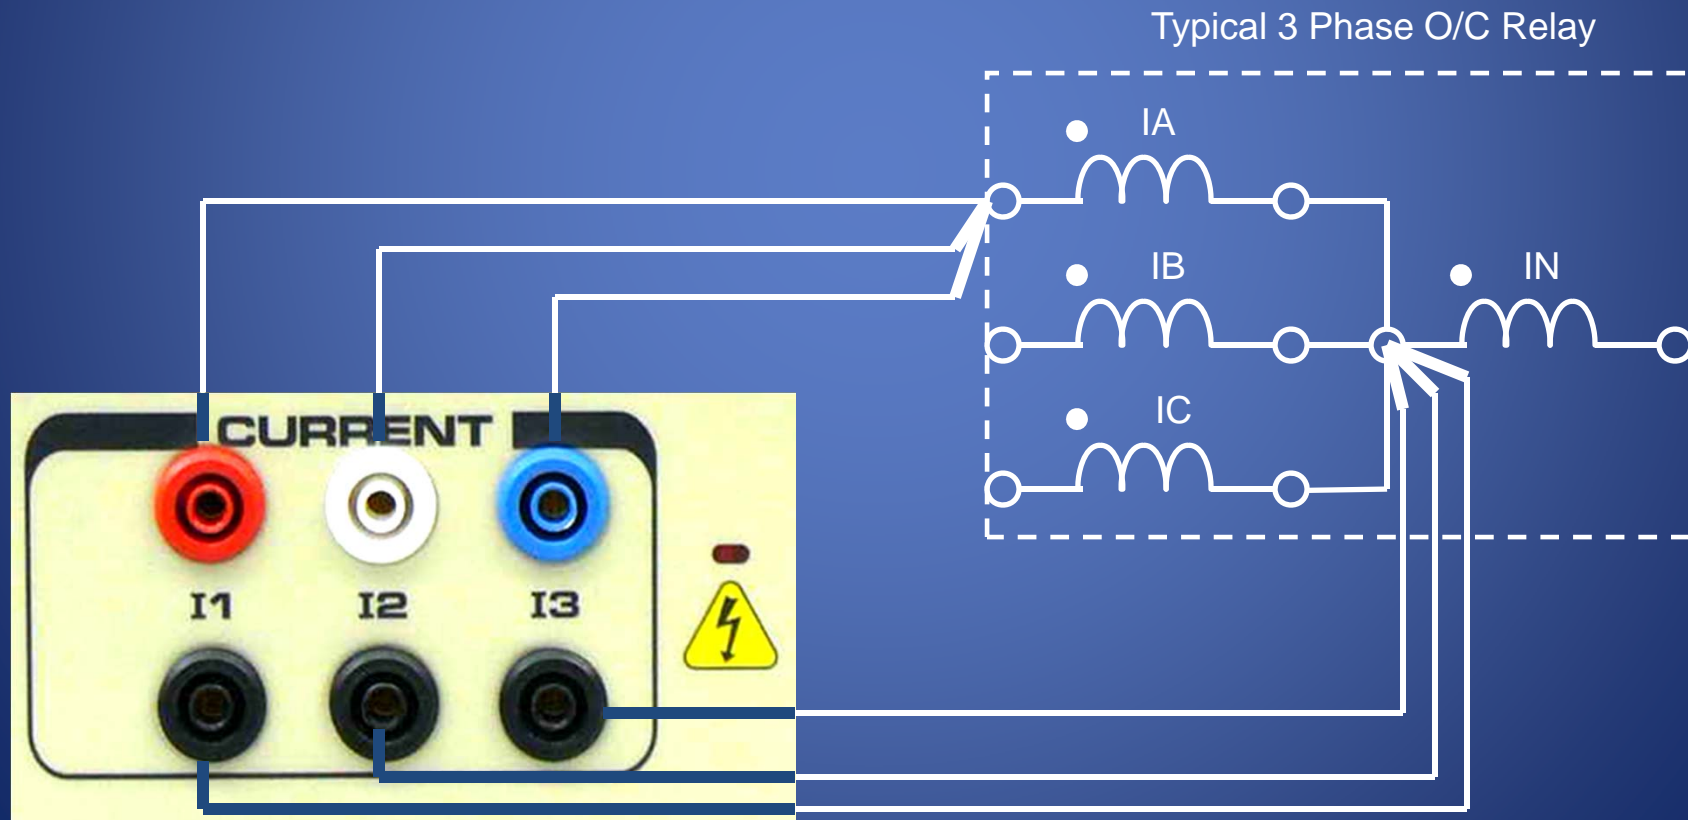 Typical 3 Phase O/C Relay
IA
IB
IN
IC
CURRENT
I1
I2
I3